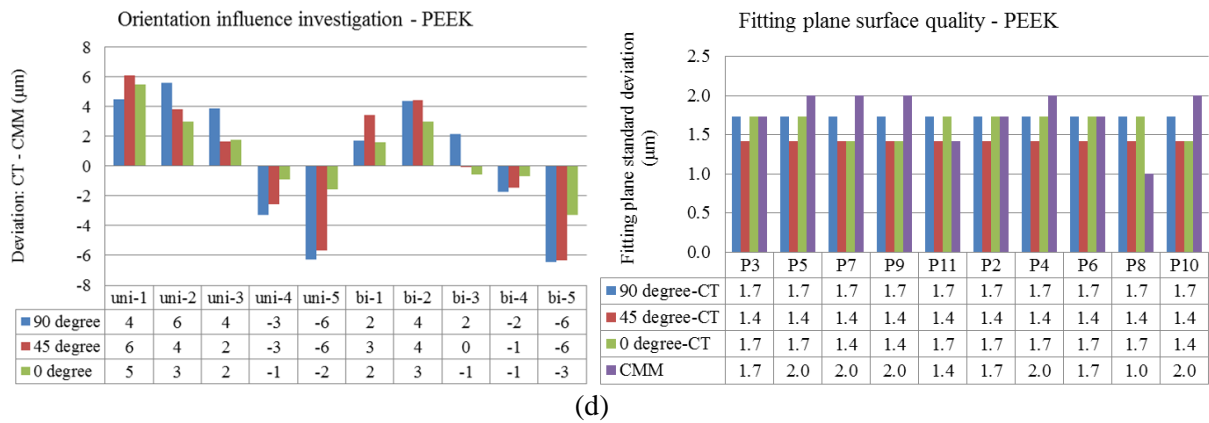 Orientation influence investigation - PEEK
Deviation: CT - CMM (µm)
8
6
4
2
0
-2
-4
-6
-8
uni-1 uni-2 uni-3 uni-4 uni-5 bi-1 bi-2 bi-3 bi-4 bi-5
90 degree 4 6 4 -3 -6 2 4 2 -2 -6
45 degree 6 4 2 -3 -6 3 4 0 -1 -6
0 degree 5 3 2 -1 -2 2 3 -1 -1 -3
Fitting plane surface quality - PEEK
Fitting plane standard deviation
(µm)
2.5
2.0
1.5
1.0
0.5
0.0
P3 P5 P7 P9 P11 P2 P4 P6 P8 P10
90 degree-CT 1.7 1.7 1.7 1.7 1.7 1.7 1.7 1.7 1.7 1.7
45 degree-CT 1.4 1.4 1.4 1.4 1.4 1.4 1.4 1.4 1.4 1.4
0 degree-CT 1.7 1.7 1.4 1.4 1.7 1.7 1.7 1.7 1.7 1.4
CMM 1.7 2.0 2.0 2.0 1.4 1.7 2.0 1.7 1.0 2.0
(d)